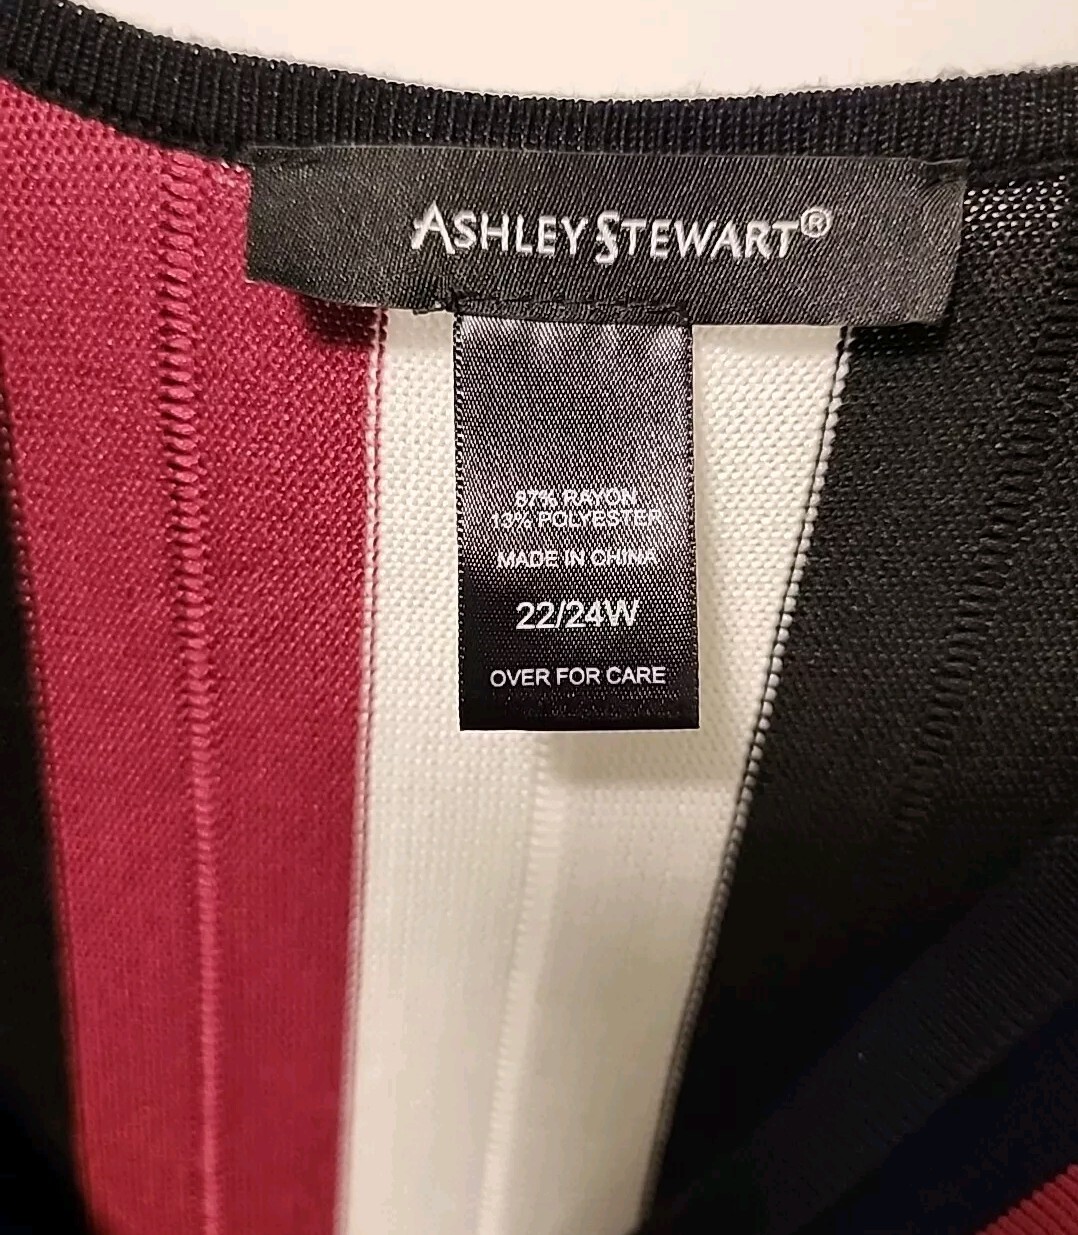 ASHLEY STEWART®
87% RAYON
13% POLYESTER
MADE IN CHINA
22/24W
OVER FOR CARE